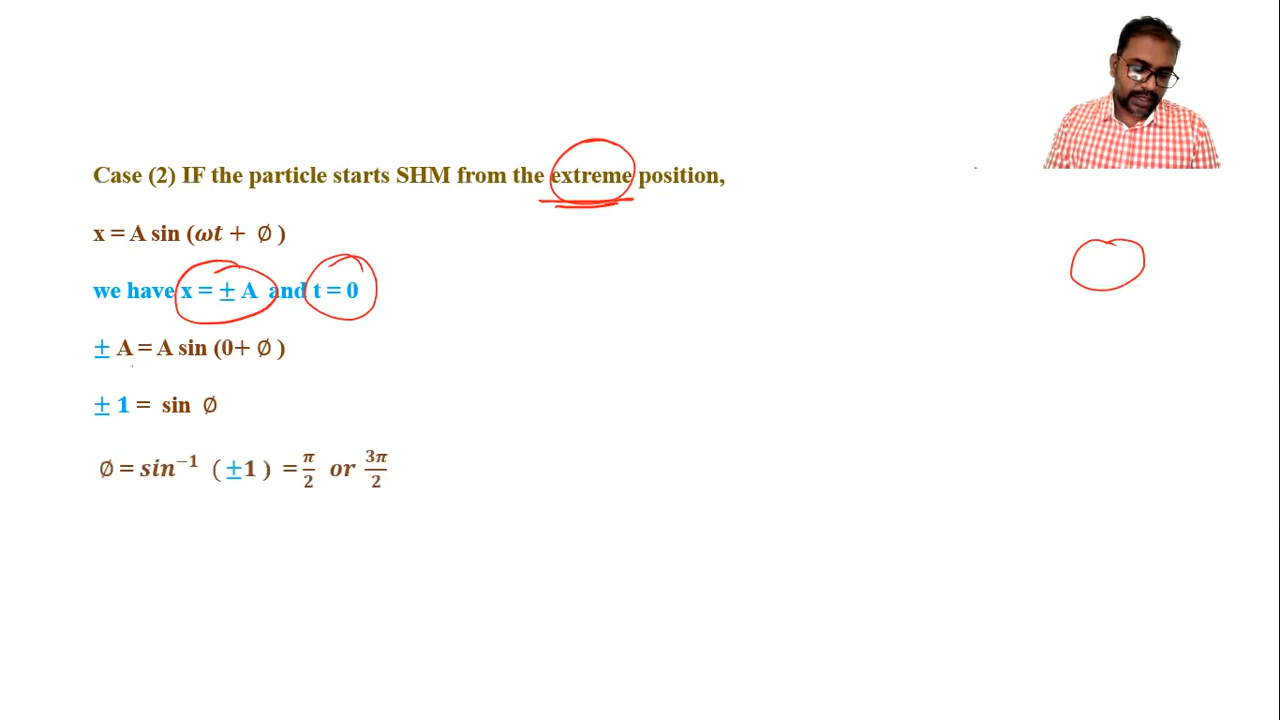 Case (2) IF the particle starts SHM from the extreme position,
x = A sin (ωt + ∅ )
we have x = ± A and t = 0
± A = A sin (0+ ∅ )
± 1 = sin ∅
∅ = sin⁻¹ ( ±1 ) = π/2 or 3π/2